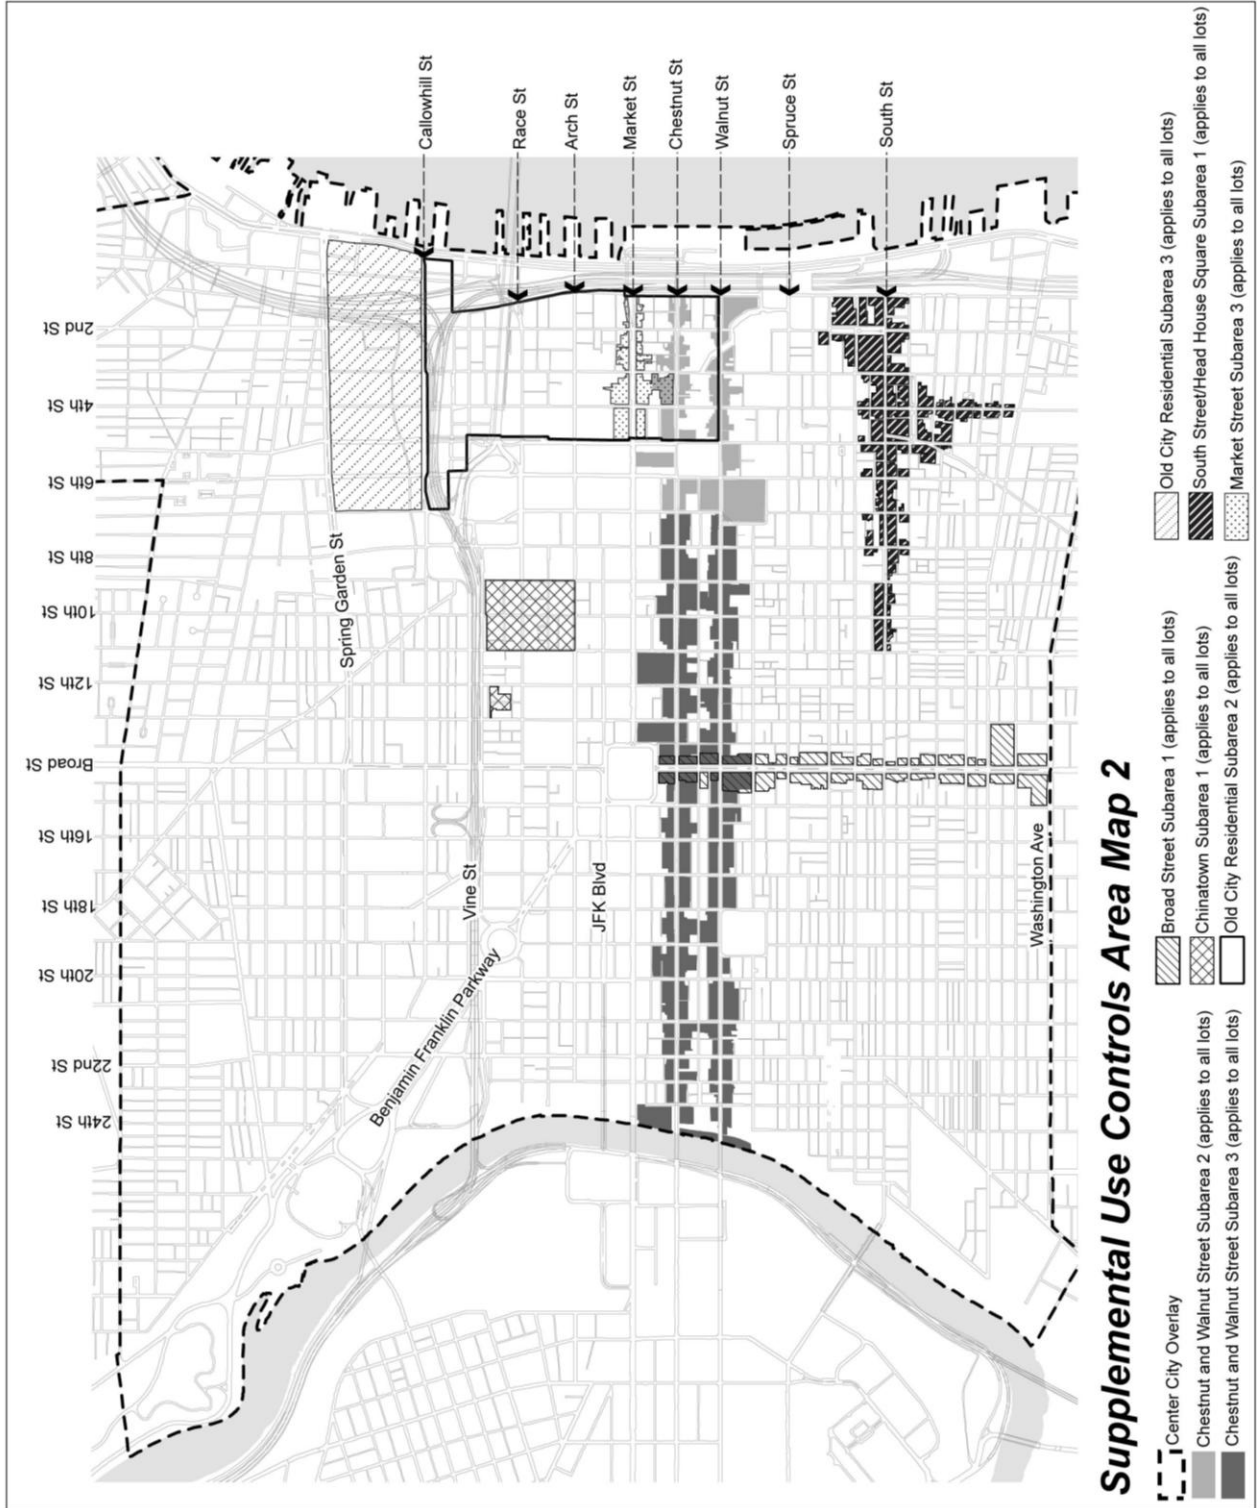 2nd St
4th St
6th St
8th St
10th St
12th St
Broad St
16th St
18th St
20th St
22nd St
24th St
Callowhill St
Race St
Arch St
Market St
Chestnut St
Walnut St
Spruce St
South St
Spring Garden St
Vine St
Benjamin Franklin Parkway
JFK Blvd
Washington Ave
Supplemental Use Controls Area Map 2
Center City Overlay
Chestnut and Walnut Street Subarea 2 (applies to all lots)
Chestnut and Walnut Street Subarea 3 (applies to all lots)
Broad Street Subarea 1 (applies to all lots)
Chinatown Subarea 1 (applies to all lots)
Old City Residential Subarea 2 (applies to all lots)
Old City Residential Subarea 3 (applies to all lots)
South Street/Head House Square Subarea 1 (applies to all lots)
Market Street Subarea 3 (applies to all lots)